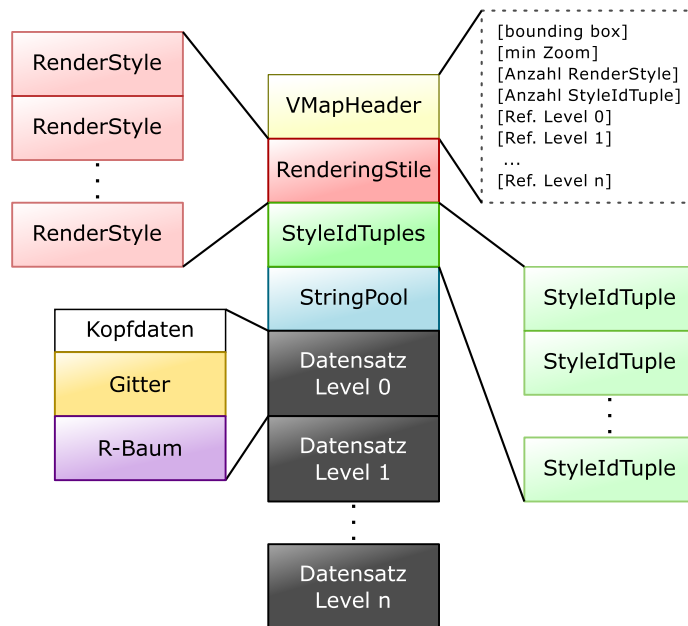 RenderStyle
RenderStyle
RenderStyle
VMapHeader
RenderingStile
StyleIdTuples
StringPool
Datensatz
Level 0
Datensatz
Level 1
Datensatz
Level n
[bounding box]
[min Zoom]
[Anzahl RenderStyle]
[Anzahl StyleIdTuple]
[Ref. Level 0]
[Ref. Level 1]
...
[Ref. Level n]
Kopfdaten
Gitter
R-Baum
StyleIdTuple
StyleIdTuple
StyleIdTuple